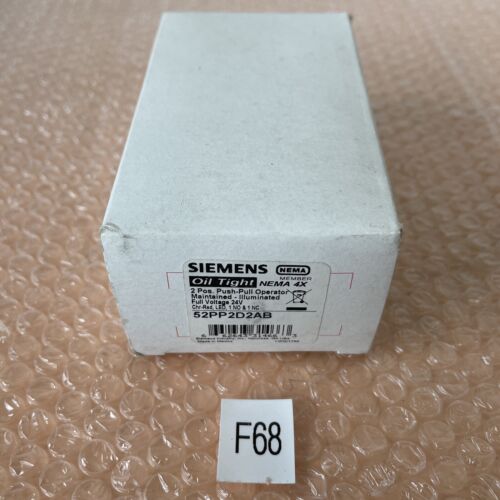 SIEMENS NEMA
MEMBER
Oil Tight NEMA 4X
2 Pos. Push-Pull Operator
Maintained - Illuminated
Full Voltage 24V
Chr-Red, LED, 1 NO & 1 NC
52PP2D2AB
Made in Mexico
F68